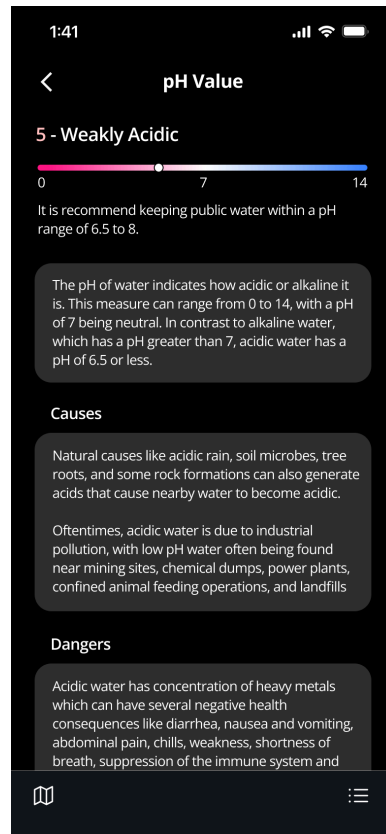 1:41
pH Value
5 - Weakly Acidic
0 7 14
It is recommend keeping public water within a pH
range of 6.5 to 8.
The pH of water indicates how acidic or alkaline it
is. This measure can range from 0 to 14, with a pH
of 7 being neutral. In contrast to alkaline water,
which has a pH greater than 7, acidic water has a
pH of 6.5 or less.
Causes
Natural causes like acidic rain, soil microbes, tree
roots, and some rock formations can also generate
acids that cause nearby water to become acidic.
Oftentimes, acidic water is due to industrial
pollution, with low pH water often being found
near mining sites, chemical dumps, power plants,
confined animal feeding operations, and landfills
Dangers
Acidic water has concentration of heavy metals
which can have several negative health
consequences like diarrhea, nausea and vomiting,
abdominal pain, chills, weakness, shortness of
breath, suppression of the immune system and